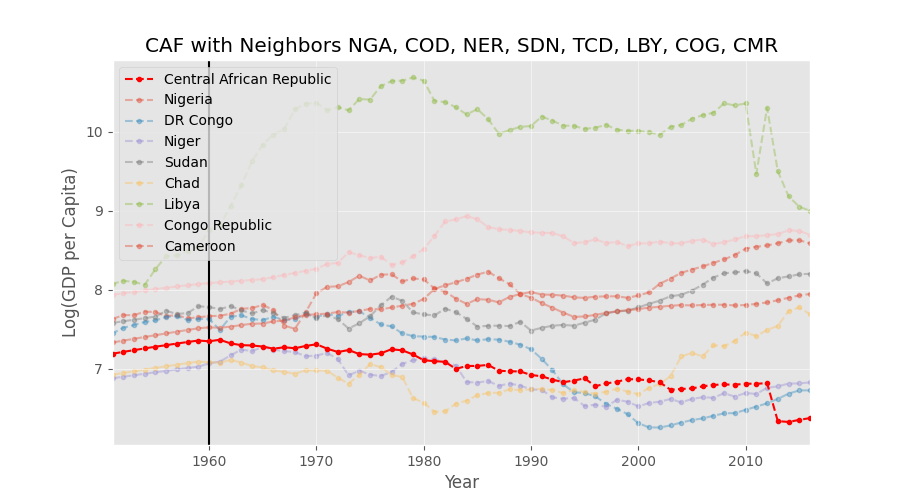 CAF with Neighbors NGA, COD, NER, SDN, TCD, LBY, COG, CMR
Log(GDP per Capita)
10
9
8
7
Central African Republic
Nigeria
DR Congo
Niger
Sudan
Chad
Libya
Congo Republic
Cameroon
1960 1970 1980 1990 2000 2010
Year